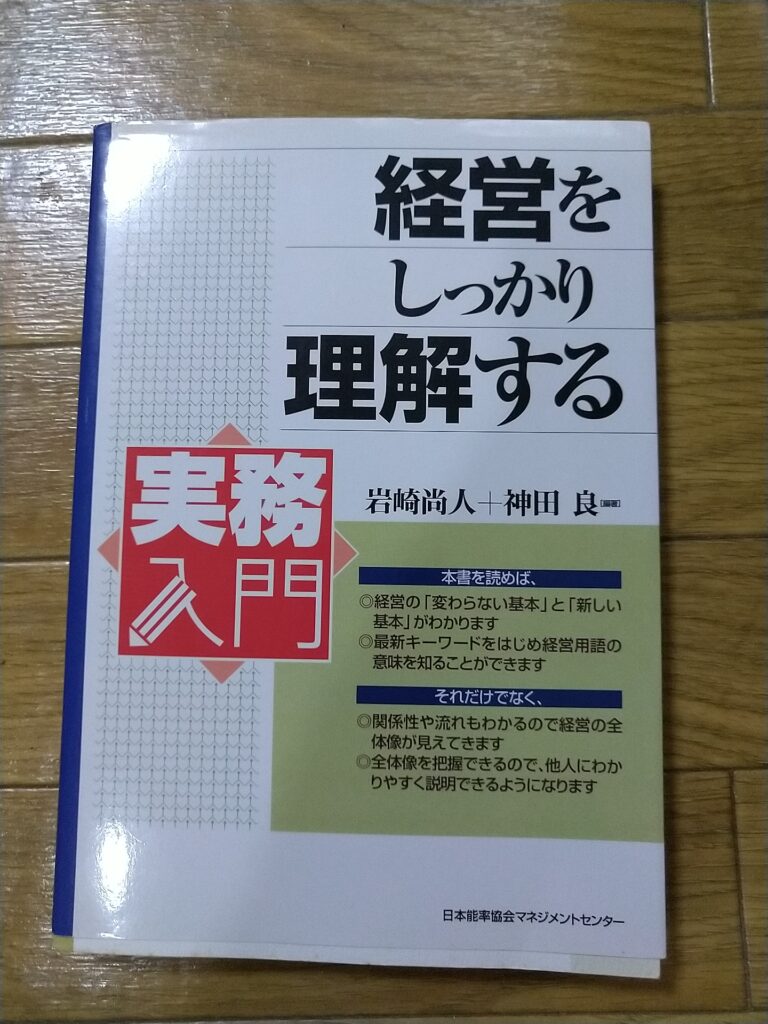 経営を
しっかり
理解する
実務
入門
岩崎尚人＋神田 良[編著]
本書を読めば、
◎経営の「変わらない基本」と「新しい
基本」がわかります
◎最新キーワードをはじめ経営用語の
意味を知ることができます
それだけでなく、
◎関係性や流れもわかるので経営の全
体像が見えてきます
◎全体像を把握できるので、他人にわか
りやすく説明できるようになります
日本能率協会マネジメントセンター